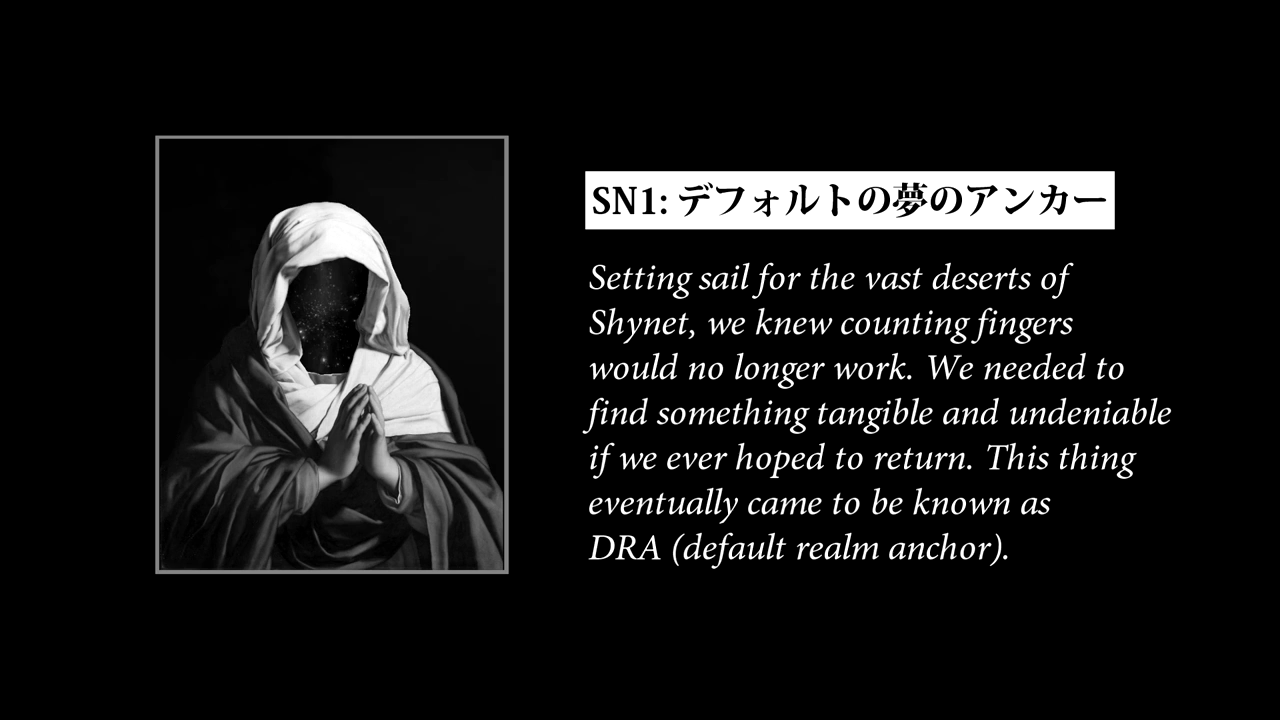 SN1: デフォルトの夢のアンカー
Setting sail for the vast deserts of
Shynet, we knew counting fingers
would no longer work. We needed to
find something tangible and undeniable
if we ever hoped to return. This thing
eventually came to be known as
DRA (default realm anchor).